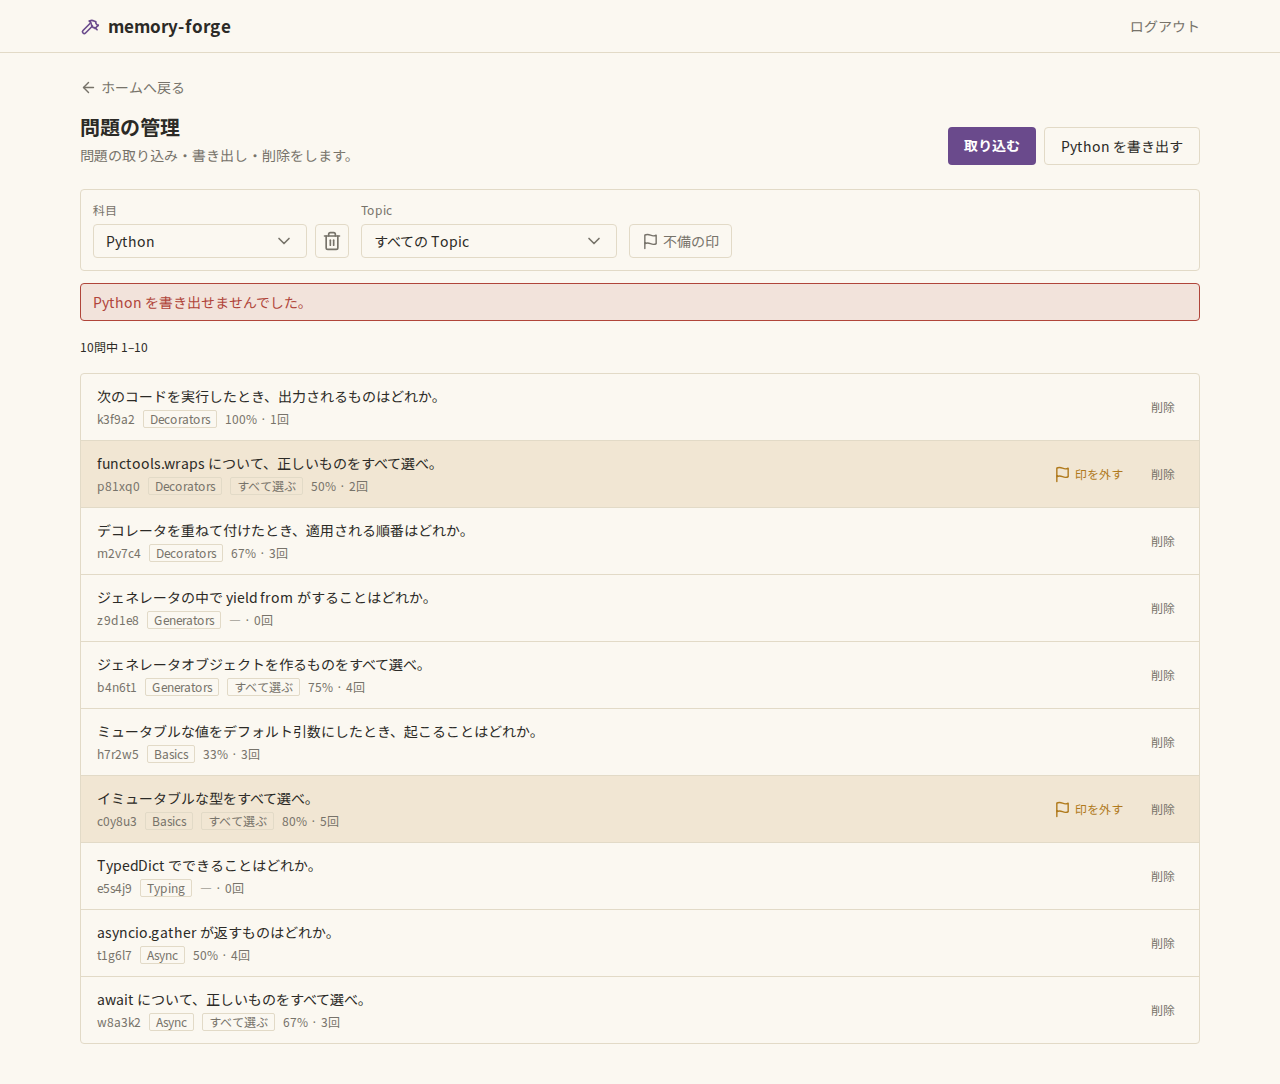 memory-forge
ログアウト
ホームへ戻る
問題の管理
問題の取り込み・書き出し・削除をします。
取り込む
Python を書き出す
科目
Topic
Python
すべての Topic
不備の印
Python を書き出せませんでした。
10問中 1–10
次のコードを実行したとき、出力されるものはどれか。
k3f9a2 Decorators 100% · 1回
削除
functools.wraps について、正しいものをすべて選べ。
p81xq0 Decorators すべて選ぶ 50% · 2回
印を外す 削除
デコレータを重ねて付けたとき、適用される順番はどれか。
m2v7c4 Decorators 67% · 3回
削除
ジェネレータの中で yield from がすることはどれか。
z9d1e8 Generators — · 0回
削除
ジェネレータオブジェクトを作るものをすべて選べ。
b4n6t1 Generators すべて選ぶ 75% · 4回
削除
ミュータブルな値をデフォルト引数にしたとき、起こることはどれか。
h7r2w5 Basics 33% · 3回
削除
イミュータブルな型をすべて選べ。
c0y8u3 Basics すべて選ぶ 80% · 5回
印を外す 削除
TypedDict でできることはどれか。
e5s4j9 Typing — · 0回
削除
asyncio.gather が返すものはどれか。
t1g6l7 Async 50% · 4回
削除
await について、正しいものをすべて選べ。
w8a3k2 Async すべて選ぶ 67% · 3回
削除